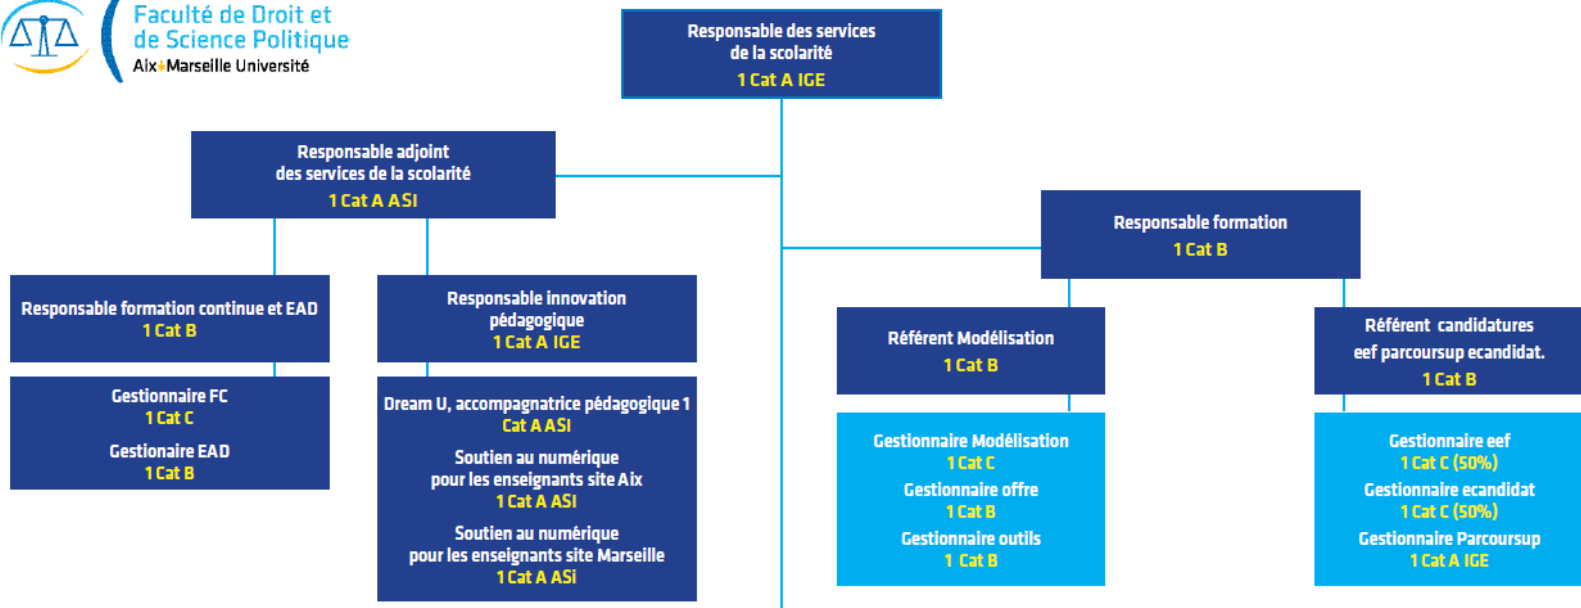 Faculté de Droit et
de Science Politique
Aix+Marseille Université
Responsable des services
de la scolarité
1 Cat A IGE
Responsable adjoint
des services de la scolarité
1 Cat A ASI
Responsable formation
1 Cat B
Responsable formation continue et EAD
1 Cat B
Gestionnaire FC
1 Cat C
Gestionaire EAD
1 Cat B
Responsable innovation
pédagogique
1 Cat A IGE
Dream U, accompagnatrice pédagogique 1
Cat A ASI
Soutien au numérique
pour les enseignants site Aix
1 Cat A ASI
Soutien au numérique
pour les enseignants site Marseille
1 Cat A ASi
Référent Modélisation
1 Cat B
Gestionnaire Modélisation
1 Cat C
Gestionnaire offre
1 Cat B
Gestionnaire outils
1 Cat B
Référent candidatures
eef parcoursup ecandidat.
1 Cat B
Gestionnaire eef
1 Cat C (50%)
Gestionnaire ecandidat
1 Cat C (50%)
Gestionnaire Parcoursup
1 Cat A IGE